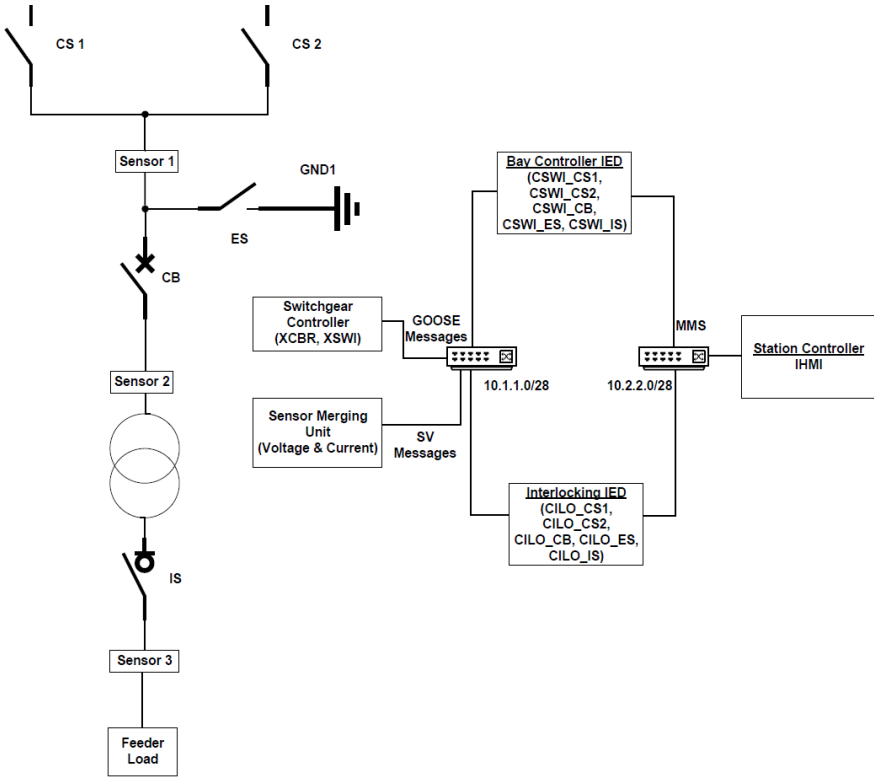 CS 1
CS 2
Sensor 1
GND1
ES
CB
Sensor 2
IS
Sensor 3
Feeder
Load
Bay Controller IED
(CSWI_CS1,
CSWI_CS2,
CSWI_CB,
CSWI_ES, CSWI_IS)
Switchgear
Controller
(XCBR, XSWI)
GOOSE
Messages
MMS
Station Controller
IHMI
10.1.1.0/28
10.2.2.0/28
Sensor Merging
Unit
(Voltage & Current)
SV
Messages
Interlocking IED
(CILO_CS1,
CILO_CS2,
CILO_CB, CILO_ES,
CILO_IS)